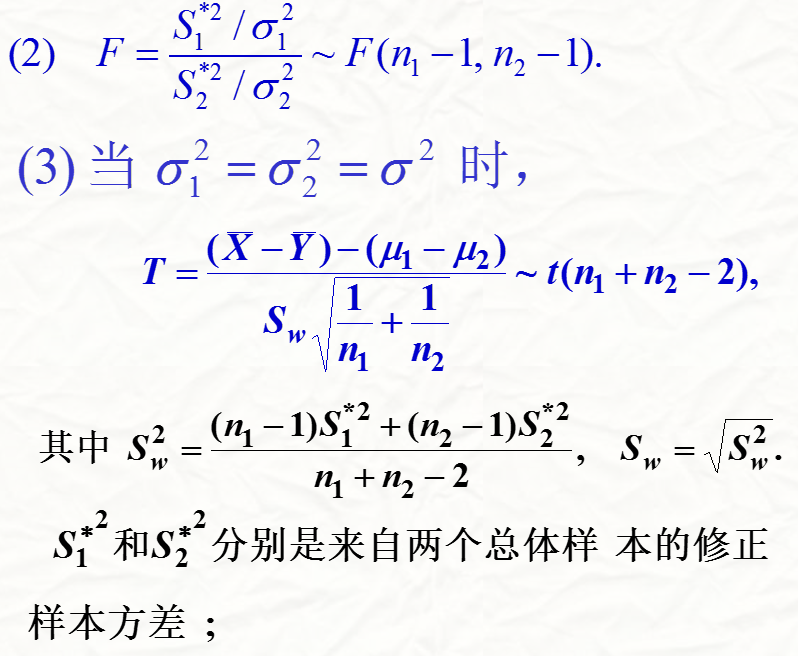 (2) F = \frac{S_1^{*2} / \sigma_1^2}{S_2^{*2} / \sigma_2^2} ~ F(n_1 − 1, n_2 − 1).
(3) 当 \sigma_1^2 = \sigma_2^2 = \sigma^2 时，
T = \frac{(\overline{X} − \overline{Y}) − (\mu_1 − \mu_2)}{S_w \sqrt{\frac{1}{n_1} + \frac{1}{n_2}}} ~ t(n_1 + n_2 − 2),
其中 S_w^2 = \frac{(n_1 − 1)S_1^{*2} + (n_2 − 1)S_2^{*2}}{n_1 + n_2 − 2}, S_w = \sqrt{S_w^2}.
S_1^{*2} 和 S_2^{*2} 分别是来自两个总体样 本的修正
样本方差 ；